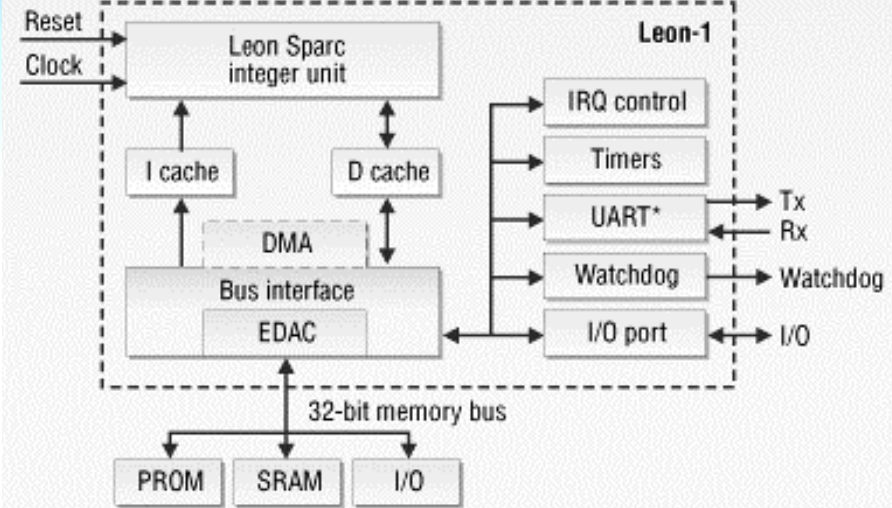 Reset
Clock
Leon-1
Leon Sparc
integer unit
I cache
D cache
DMA
Bus interface
EDAC
IRQ control
Timers
UART*
Watchdog
I/O port
Tx
Rx
Watchdog
I/O
32-bit memory bus
PROM
SRAM
I/O